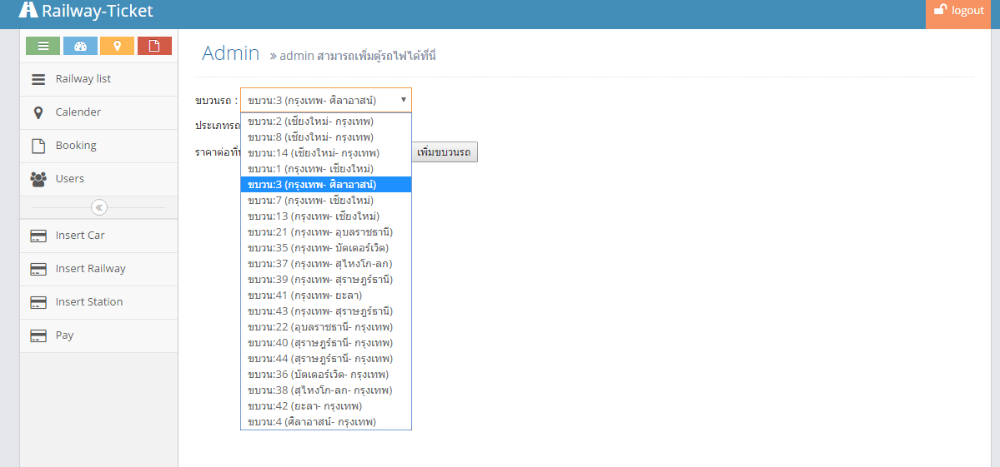 Railway-Ticket
logout
Admin » admin สามารถเพิ่มตู้รถไฟได้ที่นี่
Railway list
Calender
Booking
Users
Insert Car
Insert Railway
Insert Station
Pay
ขบวนรถ : ขบวน:3 (กรุงเทพ- ศิลาอาสน์)
ประเภทรถ
ราคาต่อที่น
เพิ่มขบวนรถ
ขบวน:2 (เชียงใหม่- กรุงเทพ)
ขบวน:8 (เชียงใหม่- กรุงเทพ)
ขบวน:14 (เชียงใหม่- กรุงเทพ)
ขบวน:1 (กรุงเทพ- เชียงใหม่)
ขบวน:3 (กรุงเทพ- ศิลาอาสน์)
ขบวน:7 (กรุงเทพ- เชียงใหม่)
ขบวน:13 (กรุงเทพ- เชียงใหม่)
ขบวน:21 (กรุงเทพ- อุบลราชธานี)
ขบวน:35 (กรุงเทพ- บัตเตอร์เวิต)
ขบวน:37 (กรุงเทพ- สุไหงโก-ลก)
ขบวน:39 (กรุงเทพ- สุราษฎร์ธานี)
ขบวน:41 (กรุงเทพ- ยะลา)
ขบวน:43 (กรุงเทพ- สุราษฎร์ธานี)
ขบวน:22 (อุบลราชธานี- กรุงเทพ)
ขบวน:40 (สุราษฎร์ธานี- กรุงเทพ)
ขบวน:44 (สุราษฎร์ธานี- กรุงเทพ)
ขบวน:36 (บัตเตอร์เวิต- กรุงเทพ)
ขบวน:38 (สุไหงโก-ลก- กรุงเทพ)
ขบวน:42 (ยะลา- กรุงเทพ)
ขบวน:4 (ศิลาอาสน์- กรุงเทพ)